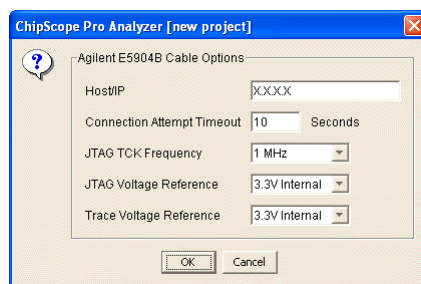 ChipScope Pro Analyzer [new project]
Agilent E5904B Cable Options
Host/IP X.X.X.X
Connection Attempt Timeout 10 Seconds
JTAG TCK Frequency 1 MHz
JTAG Voltage Reference 3.3V Internal
Trace Voltage Reference 3.3V Internal
OK Cancel